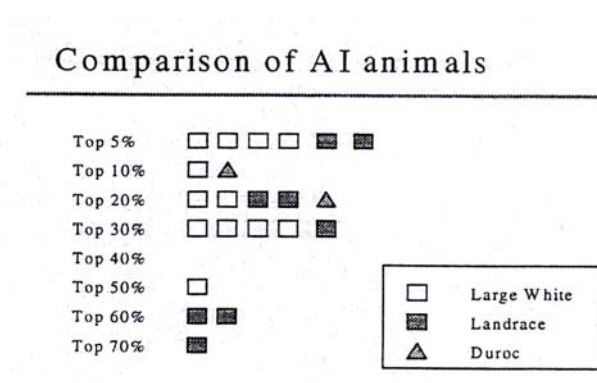 Comparison of AI animals
Top 5%
Top 10%
Top 20%
Top 30%
Top 40%
Top 50%
Top 60%
Top 70%
Large White
Landrace
Duroc